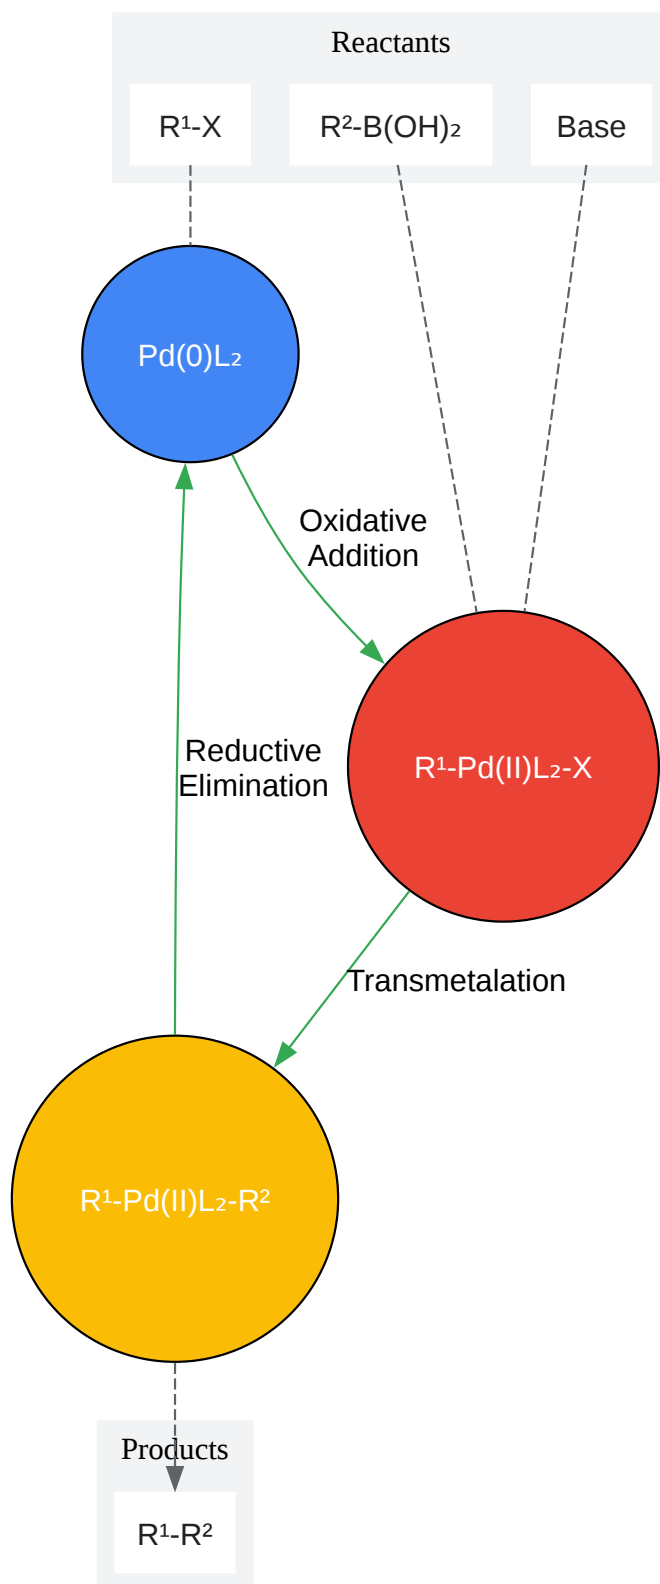 Reactants
R¹-X
R²-B(OH)₂
Base
Pd(0)L₂
Oxidative
Addition
Reductive
Elimination
R¹-Pd(II)L₂-X
Transmetalation
R¹-Pd(II)L₂-R²
Products
R¹-R²